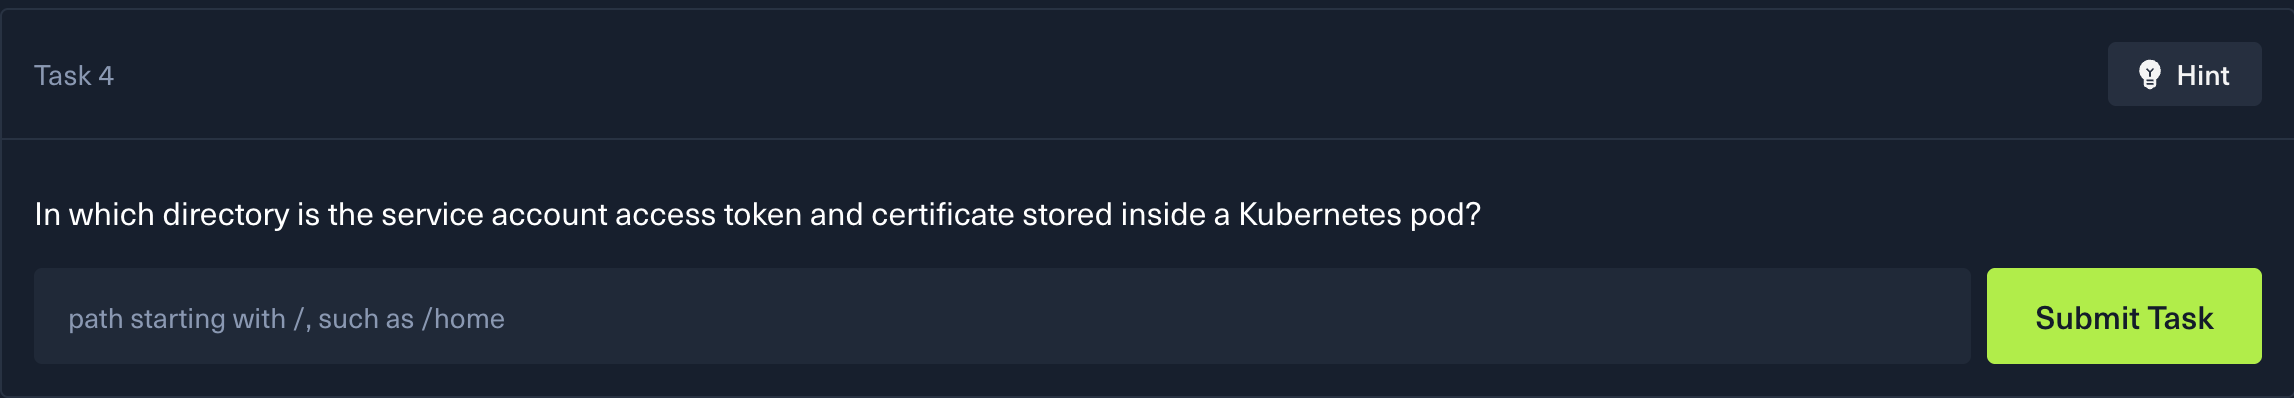 Task 4
Hint
In which directory is the service account access token and certificate stored inside a Kubernetes pod?
path starting with /, such as /home
Submit Task